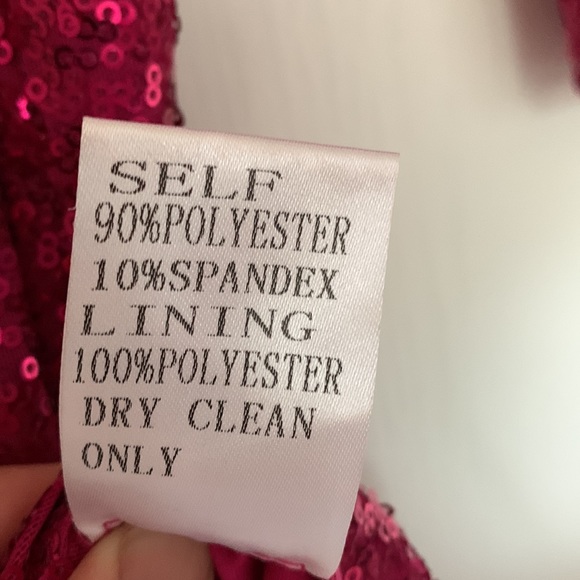 SELF
90%POLYESTER
10%SPANDEX
LINING
100%POLYESTER
DRY CLEAN
ONLY